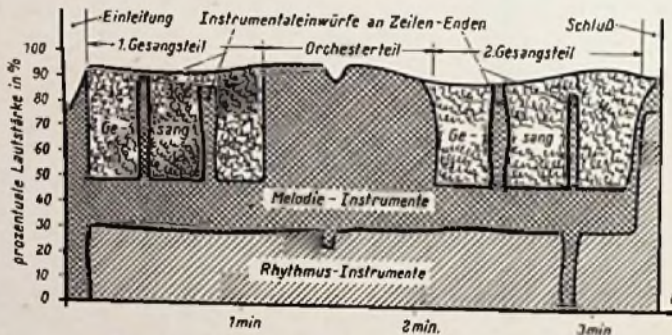 Einleitung
Instrumentaleinwürfe an Zeilen-Enden
Schluß
1.Gesangsteil
Orchesterteil
2.Gesangsteil
prozentuale Lautstärke in %
100
90
80
70
60
50
40
30
20
10
0
Ge-
sang
Ge-
sang
Melodie-Instrumente
Rhythmus-Instrumente
1min
2min.
3min